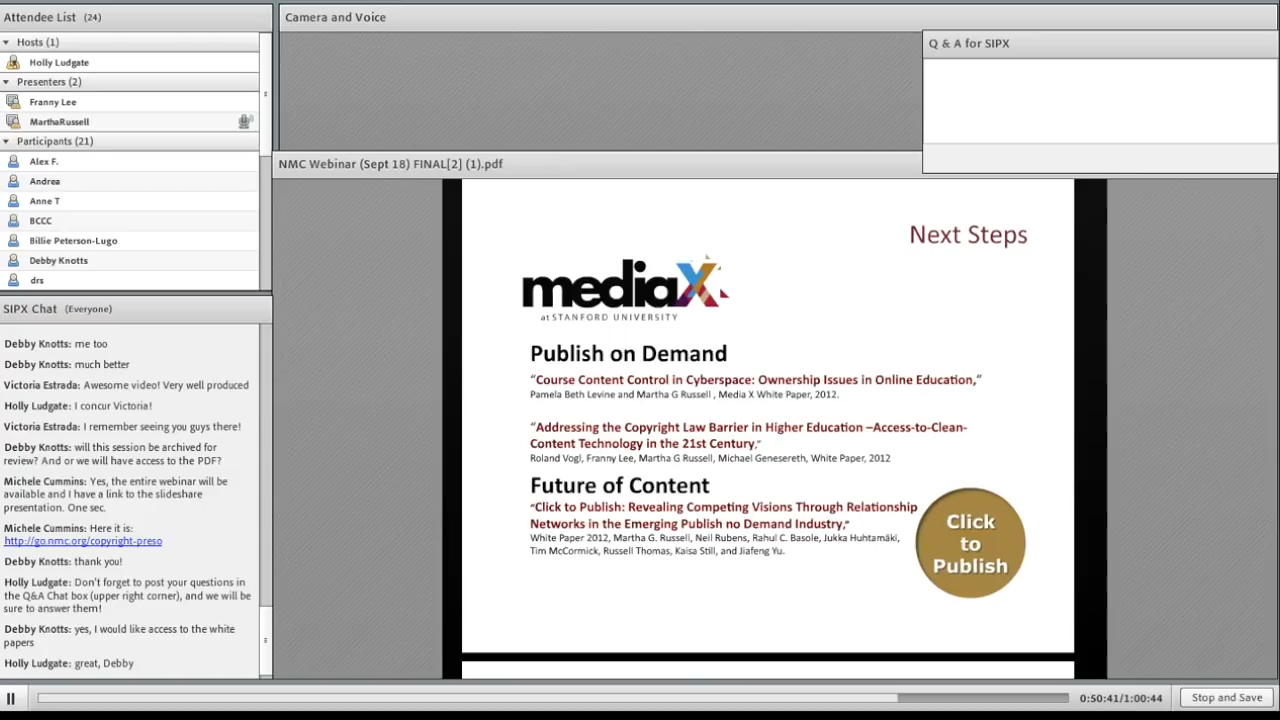 Attendee List (24)
Hosts (1)
Holly Ludgate
Presenters (2)
Franny Lee
MarthaRussell
Participants (21)
Alex F.
Andrea
Anne T
BCCC
Billie Peterson-Lugo
Debby Knotts
drs
SIPX Chat (Everyone)
Debby Knotts: me too
Debby Knotts: much better
Victoria Estrada: Awesome video! Very well produced
Holly Ludgate: I concur Victoria!
Victoria Estrada: I remember seeing you guys there!
Debby Knotts: will this session be archived for
review? And or we will have access to the PDF?
Michele Cummins: Yes, the entire webinar will be
available and I have a link to the slideshare
presentation. One sec.
Michele Cummins: Here it is:
http://go.nmc.org/copyright-preso
Debby Knotts: thank you!
Holly Ludgate: Don't forget to post your questions in
the Q&A Chat box (upper right corner), and we will be
sure to answer them!
Debby Knotts: yes, I would like access to the white
papers
Holly Ludgate: great, Debby
Camera and Voice
Q & A for SIPX
NMC Webinar (Sept 18) FINAL[2] (1).pdf
Next Steps
mediaX
at STANFORD UNIVERSITY
Publish on Demand
“Course Content Control in Cyberspace: Ownership Issues in Online Education,”
Pamela Beth Levine and Martha G Russell , Media X White Paper, 2012.
“Addressing the Copyright Law Barrier in Higher Education –Access-to-Clean-
Content Technology in the 21st Century.”
Roland Vogl, Franny Lee, Martha G Russell, Michael Genesereth, White Paper, 2012
Future of Content
“Click to Publish: Revealing Competing Visions Through Relationship
Networks in the Emerging Publish no Demand Industry,”
White Paper 2012, Martha G. Russell, Neil Rubens, Rahul C. Basole, Jukka Huhtamäki,
Tim McCormick, Russell Thomas, Kaisa Still, and Jiafeng Yu.
Click
to
Publish
0:50:41/1:00:44
Stop and Save